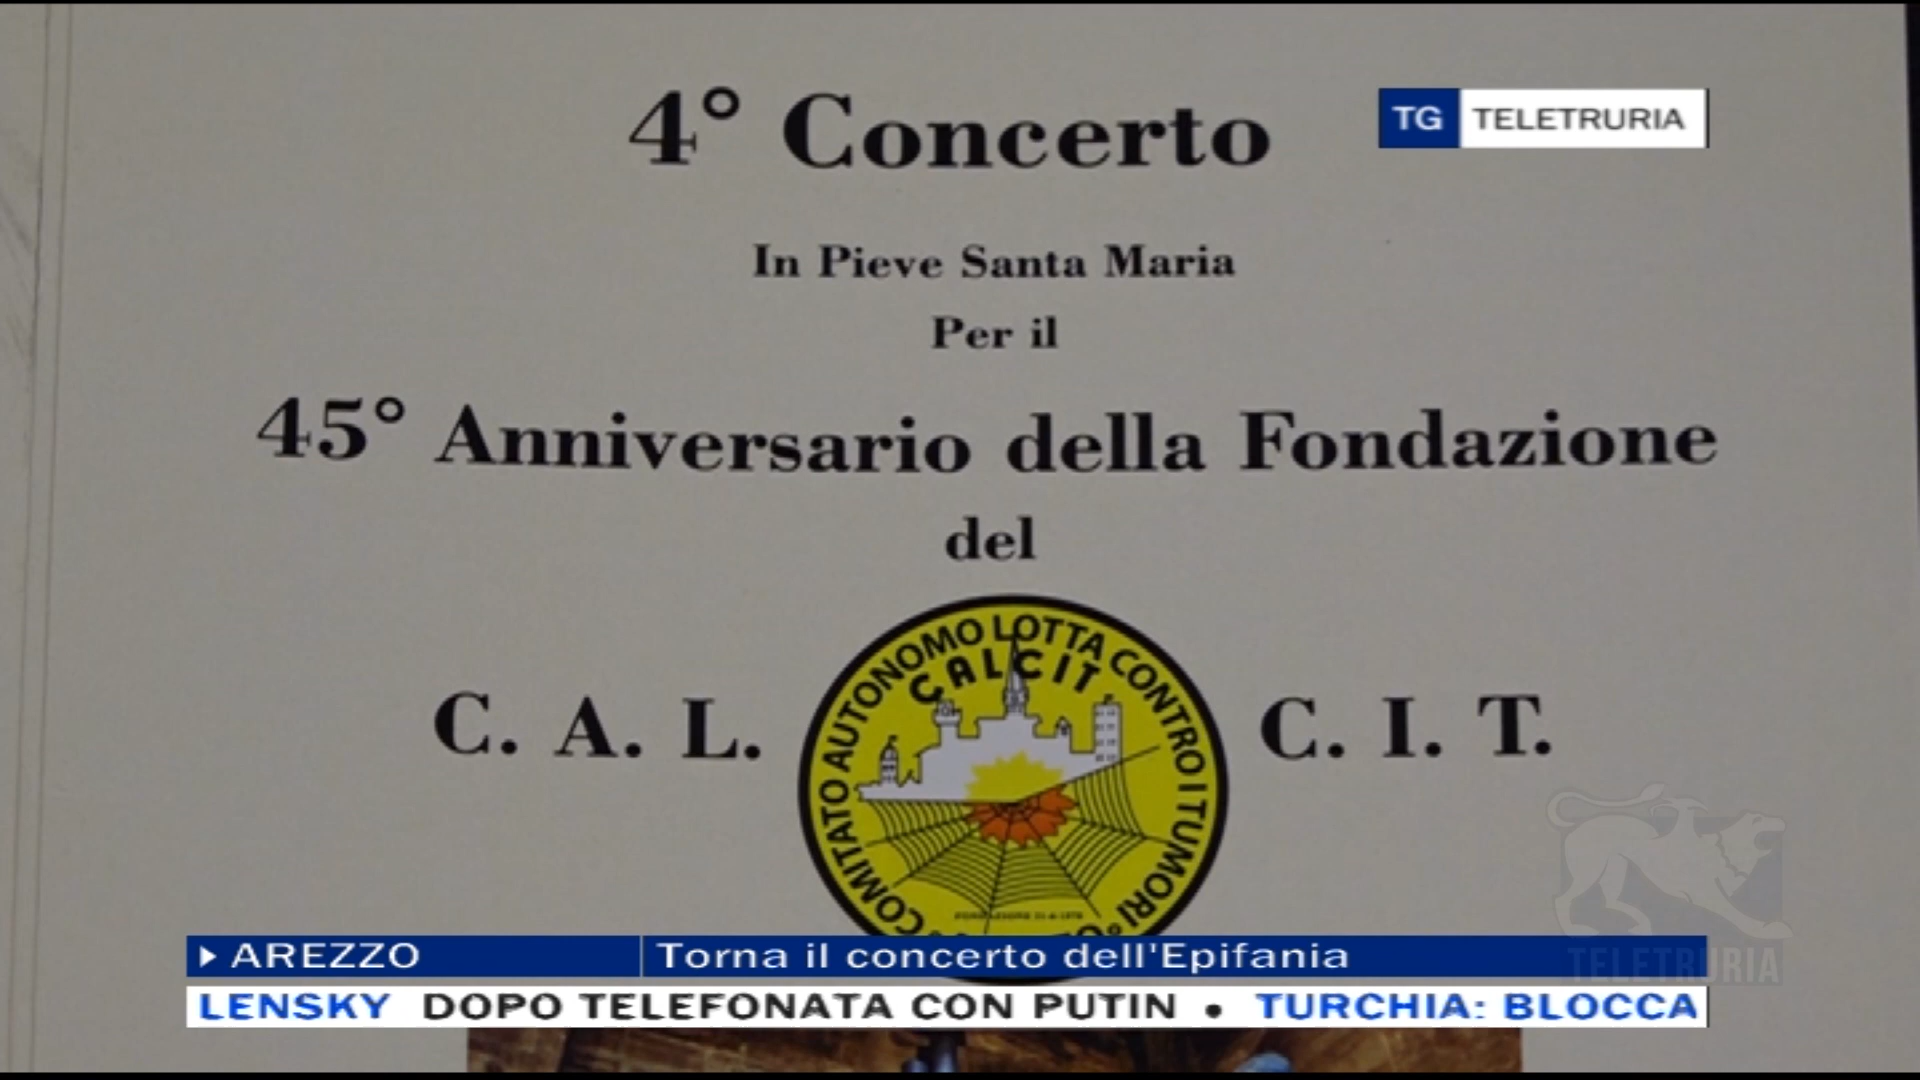 4° Concerto
TG TELETRURIA
In Pieve Santa Maria
Per il
45° Anniversario della Fondazione
del
C. A. L. C. I. T.
COMITATO AUTONOMO LOTTA CONTRO I TUMORI
CALCIT
TELETRURIA
AREZZO Torna il concerto dell'Epifania
LENSKY DOPO TELEFONATA CON PUTIN • TURCHIA: BLOCCA